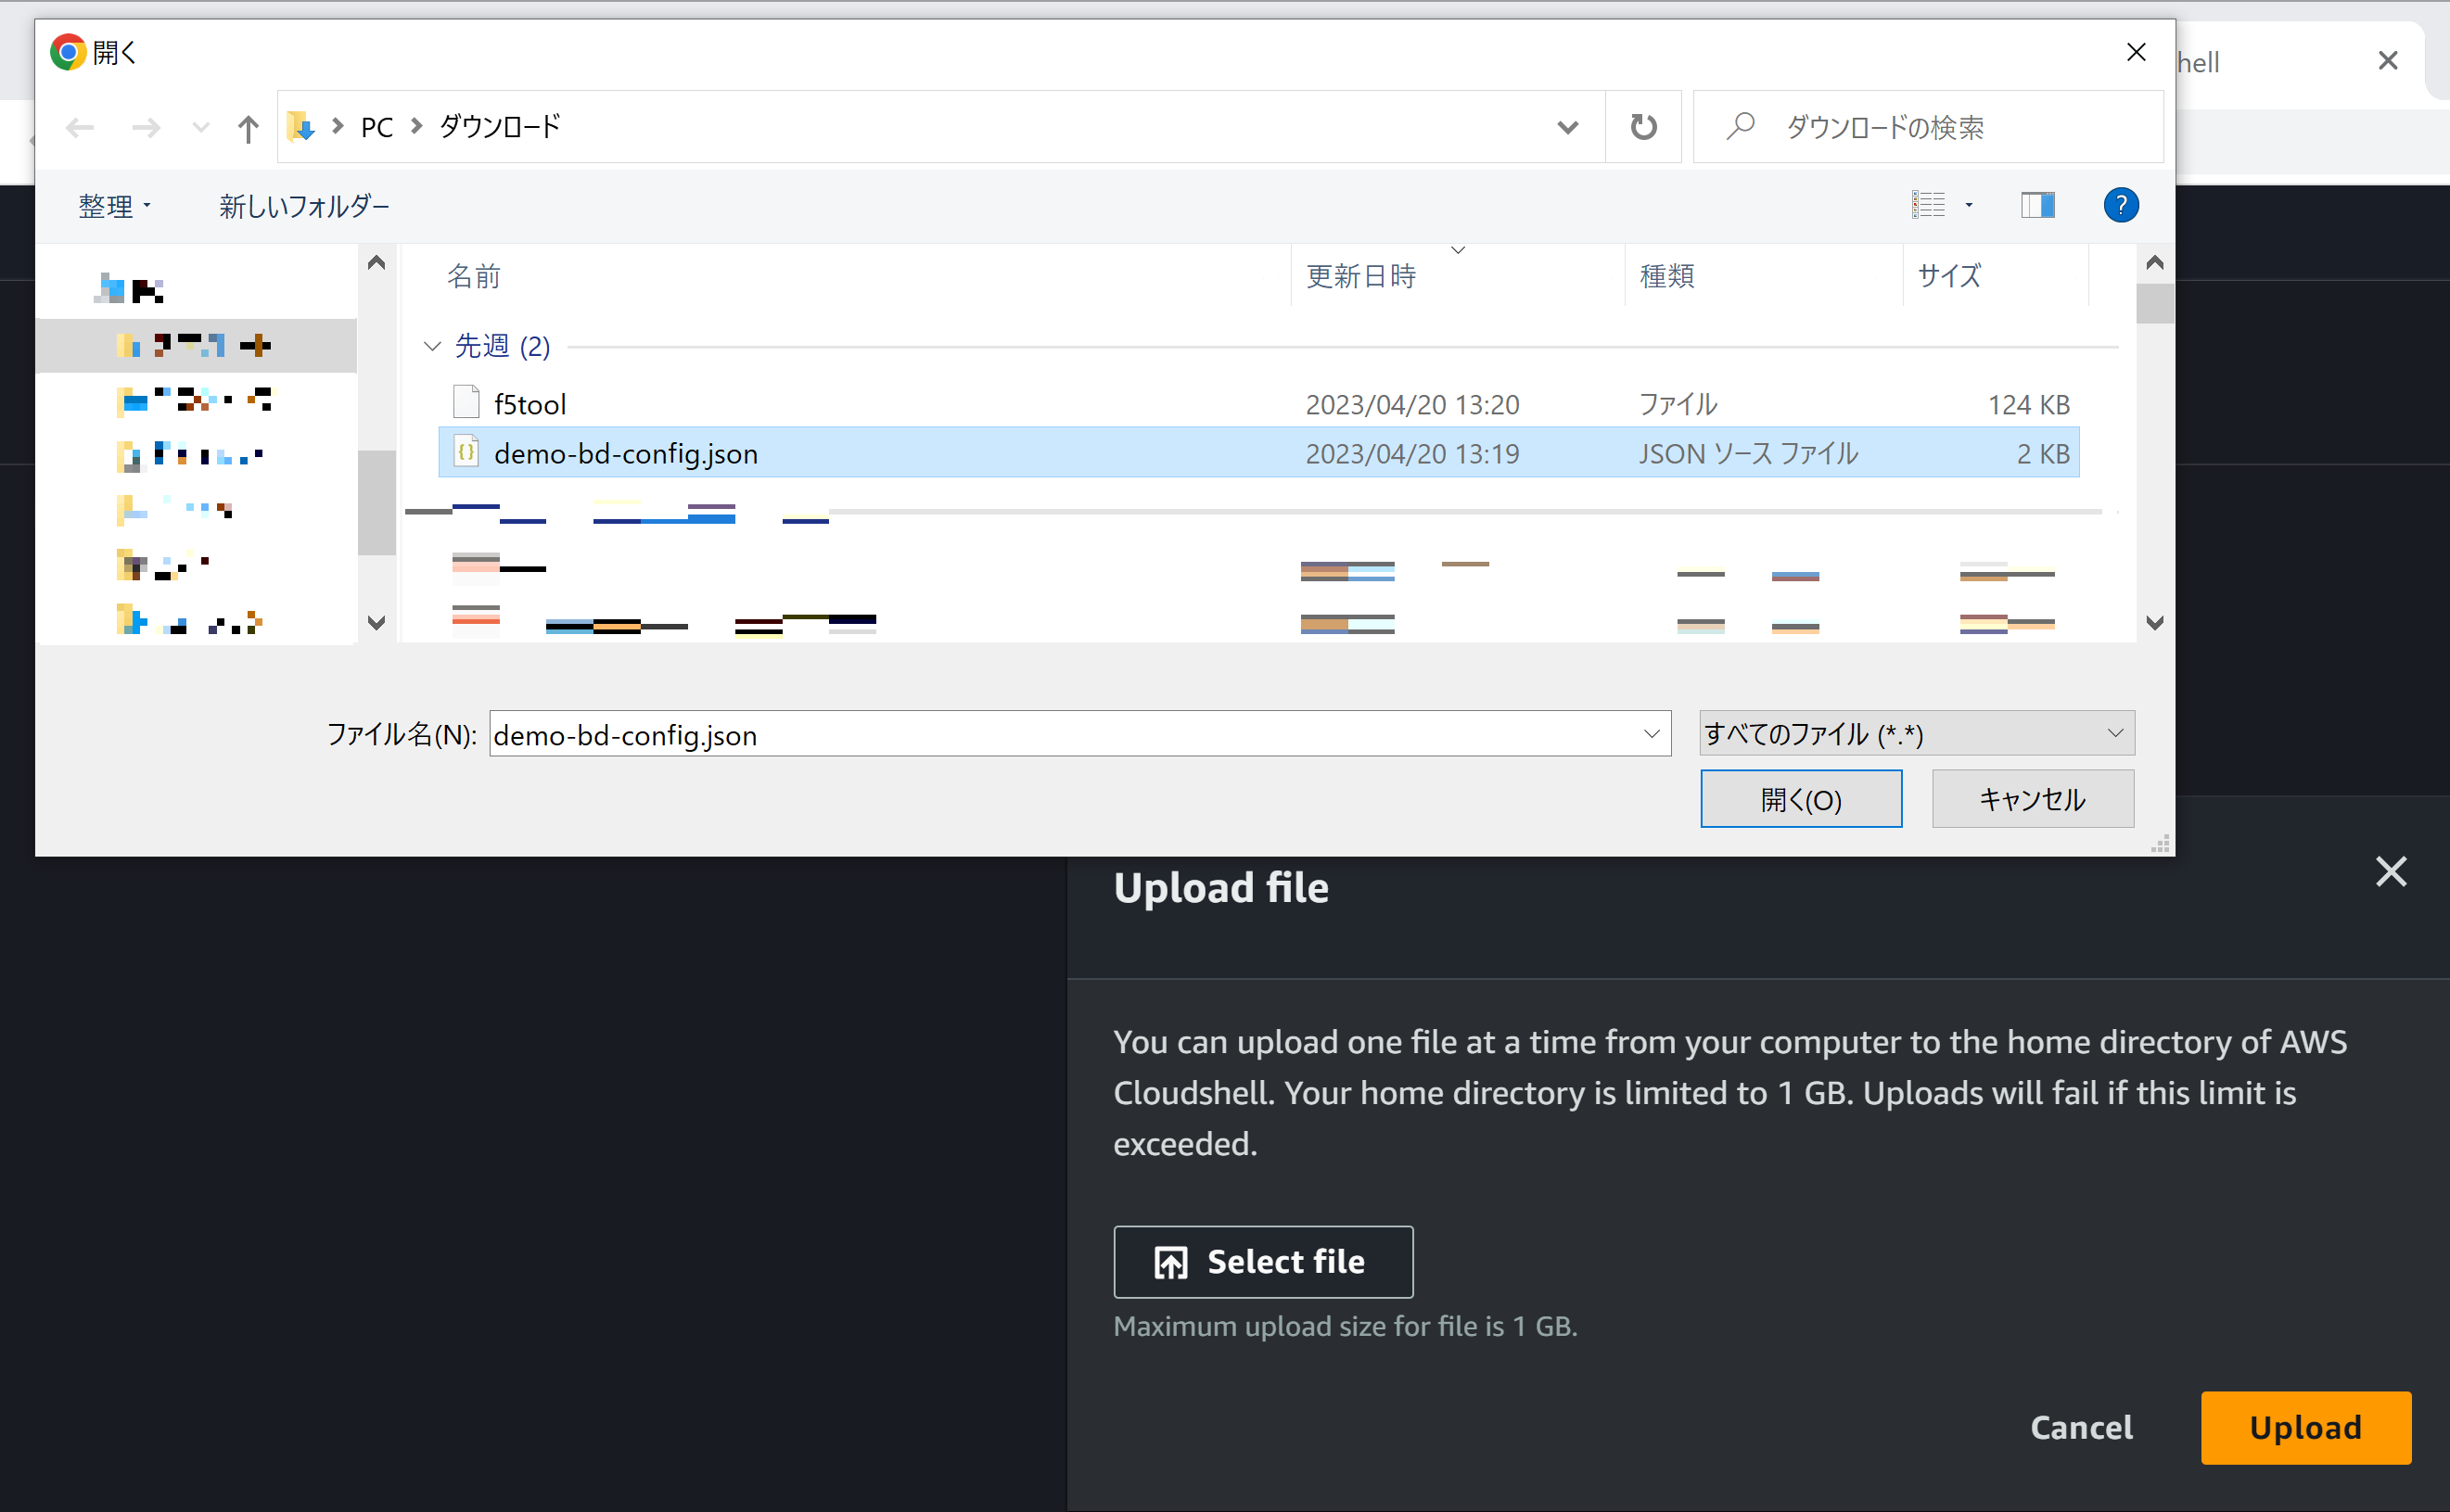 開く
hell
PC
ダウンロード
ダウンロードの検索
整理
新しいフォルダー
?
名前
更新日時
種類
サイズ
先週 (2)
f5tool
2023/04/20 13:20
ファイル
124 KB
demo-bd-config.json
2023/04/20 13:19
JSON ソース ファイル
2 KB
ファイル名(N):
demo-bd-config.json
すべてのファイル (*.*)
開く(O)
キャンセル
Upload file
You can upload one file at a time from your computer to the home directory of AWS
Cloudshell. Your home directory is limited to 1 GB. Uploads will fail if this limit is
exceeded.
Select file
Maximum upload size for file is 1 GB.
Cancel
Upload